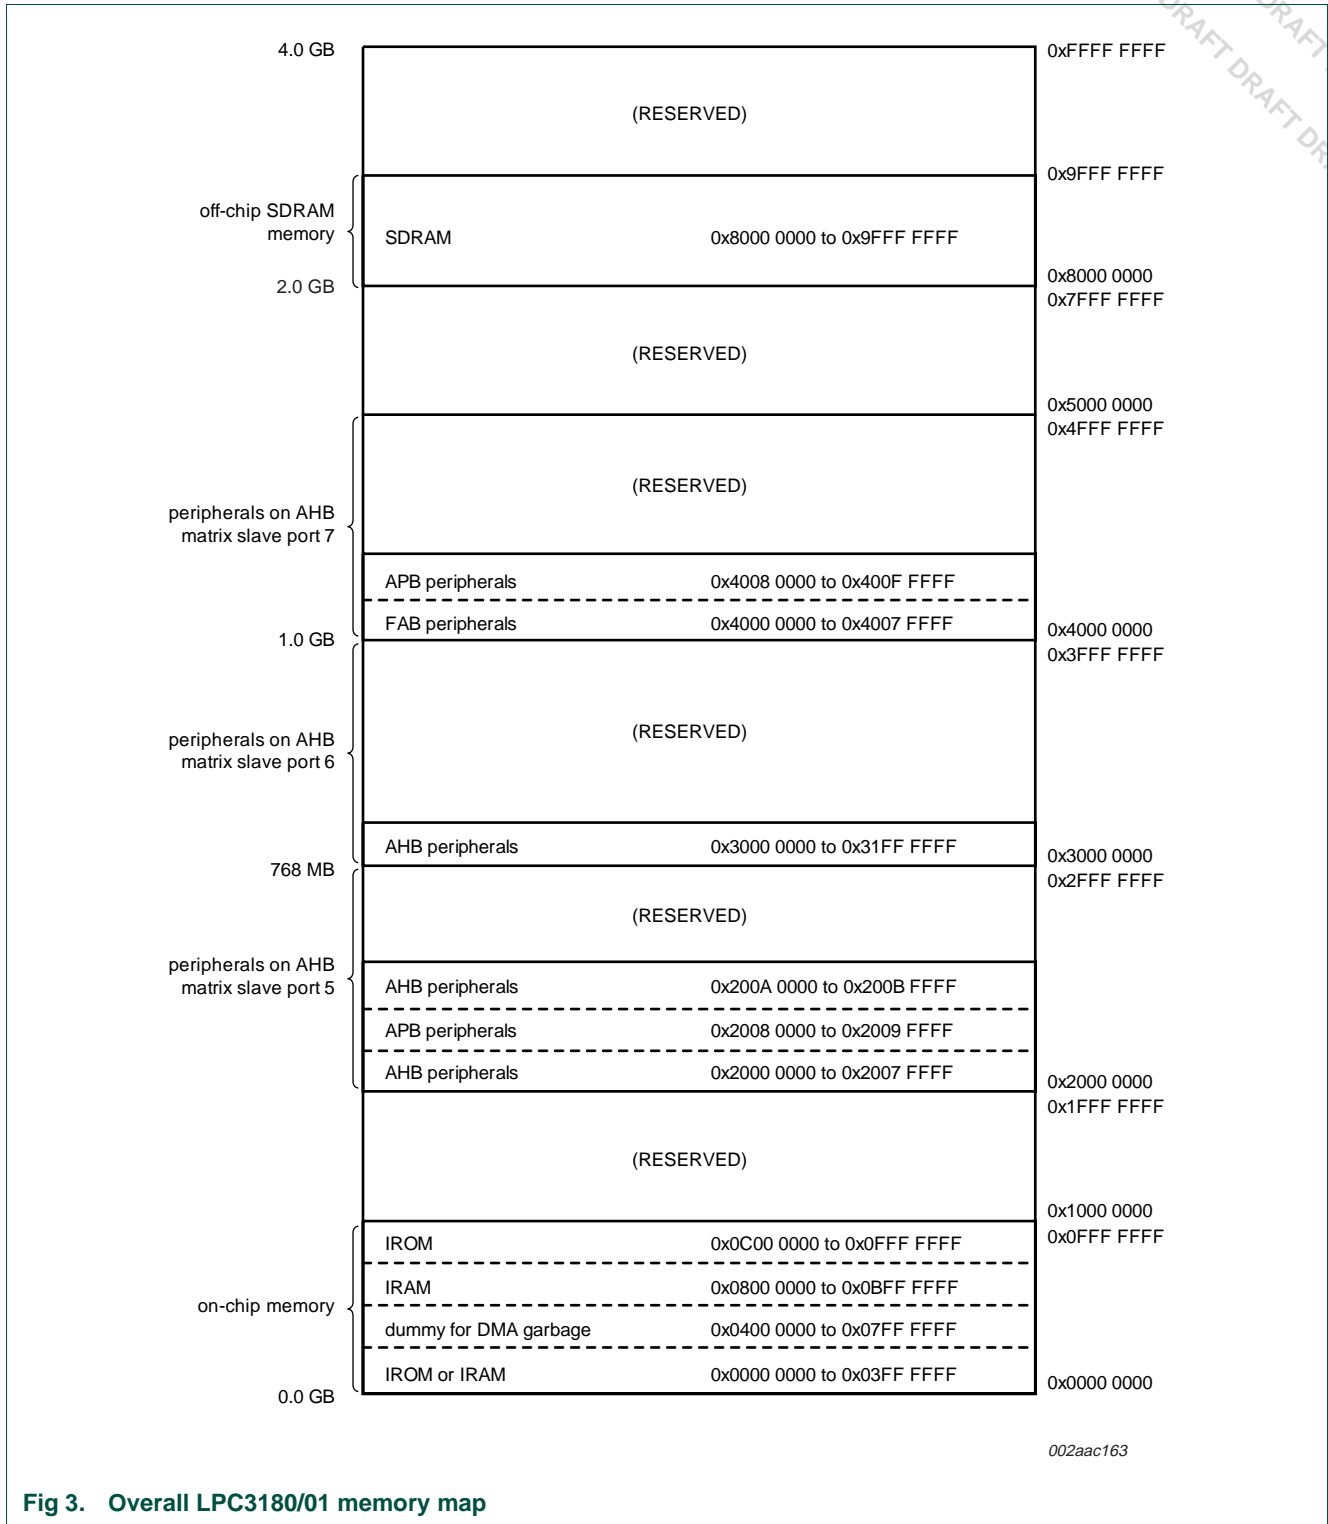 DRAFT DRAFT
DRAFT
4.0 GB
0xFFFF FFFF
(RESERVED)
0x9FFF FFFF
off-chip SDRAM
memory
SDRAM 0x8000 0000 to 0x9FFF FFFF
0x8000 0000
2.0 GB
0x7FFF FFFF
(RESERVED)
0x5000 0000
0x4FFF FFFF
(RESERVED)
peripherals on AHB
matrix slave port 7
APB peripherals 0x4008 0000 to 0x400F FFFF
FAB peripherals 0x4000 0000 to 0x4007 FFFF
0x4000 0000
1.0 GB
0x3FFF FFFF
(RESERVED)
peripherals on AHB
matrix slave port 6
AHB peripherals 0x3000 0000 to 0x31FF FFFF
0x3000 0000
768 MB
0x2FFF FFFF
(RESERVED)
peripherals on AHB
matrix slave port 5
AHB peripherals 0x200A 0000 to 0x200B FFFF
APB peripherals 0x2008 0000 to 0x2009 FFFF
AHB peripherals 0x2000 0000 to 0x2007 FFFF
0x2000 0000
0x1FFF FFFF
(RESERVED)
0x1000 0000
0x0FFF FFFF
IROM 0x0C00 0000 to 0x0FFF FFFF
IRAM 0x0800 0000 to 0x0BFF FFFF
on-chip memory
dummy for DMA garbage 0x0400 0000 to 0x07FF FFFF
IROM or IRAM 0x0000 0000 to 0x03FF FFFF
0x0000 0000
0.0 GB
002aac163
Fig 3. Overall LPC3180/01 memory map